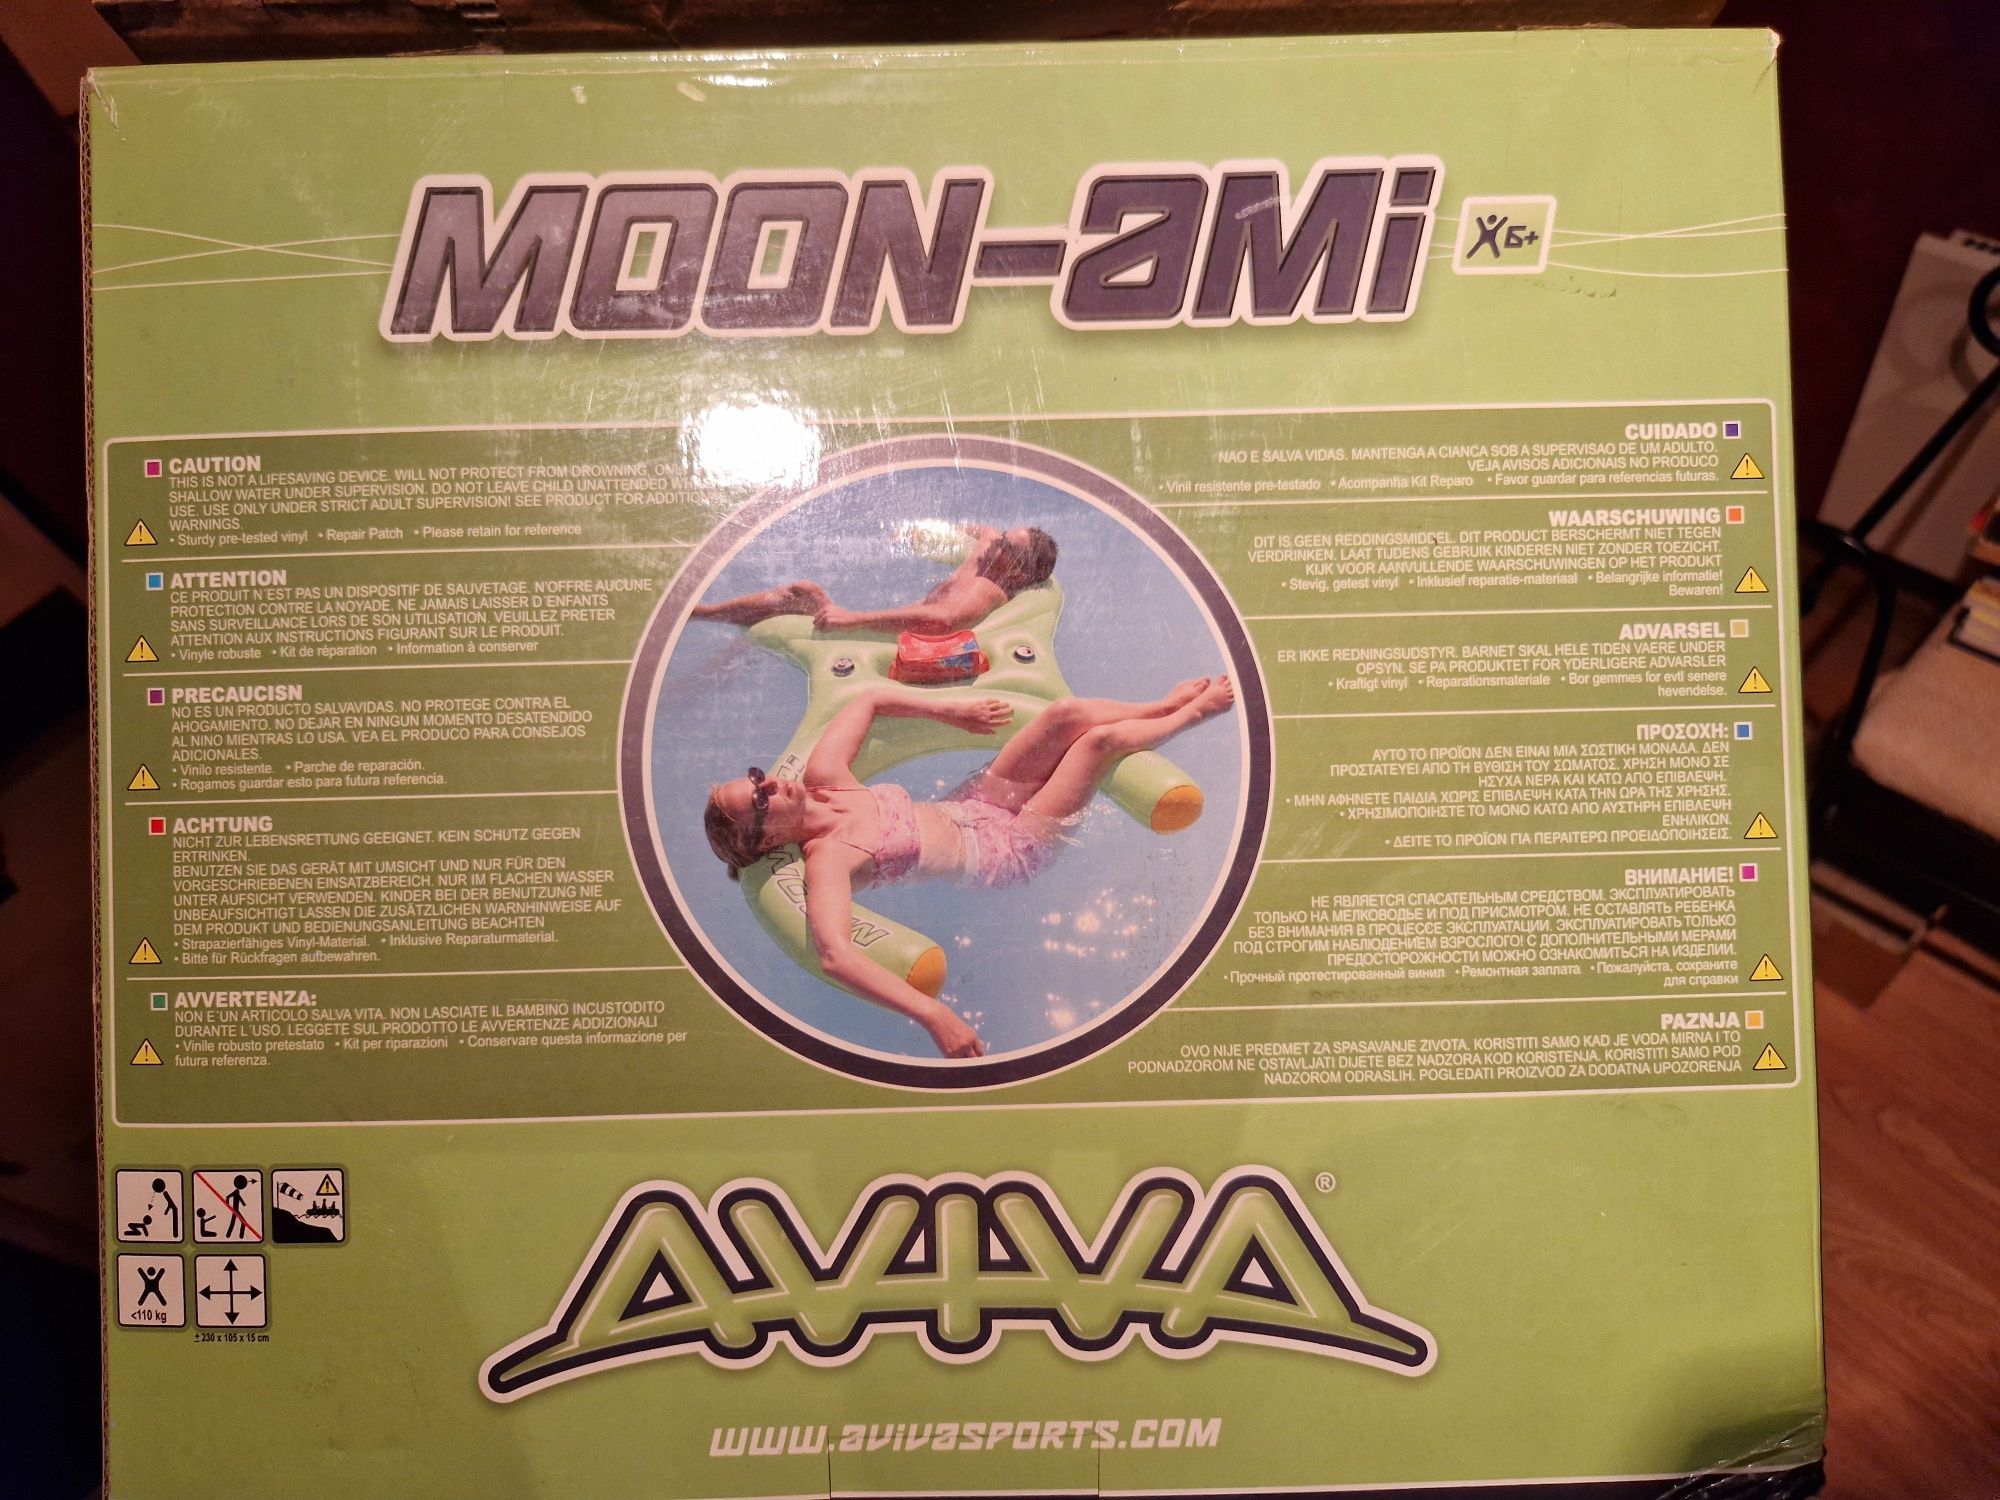 MOON-AMI
6+
CAUTION
THIS IS NOT A LIFESAVING DEVICE. WILL NOT PROTECT FROM DROWNING.
SHALLOW WATER UNDER SUPERVISION. DO NOT LEAVE CHILD UNATTENDED
USE. USE ONLY UNDER STRICT ADULT SUPERVISION! SEE PRODUCT FOR
WARNINGS.
• Sturdy pre-tested vinyl • Repair Patch • Please retain for reference
ATTENTION
CE PRODUIT N´EST PAS UN DISPOSITIF DE SAUVETAGE. N'OFFRE AUCUNE
PROTECTION CONTRE LA NOYADE. NE JAMAIS LAISSER D´ENFANTS
SANS SURVEILLANCE LORS DE SON UTILISATION. VEUILLEZ PRETER
ATTENTION AUX INSTRUCTIONS FIGURANT SUR LE PRODUIT.
• Vinyle robuste • Kit de réparation • Information à conserver
PRECAUCISN
NO ES UN PRODUCTO SALVAVIDAS. NO PROTEGE CONTRA EL
AHOGAMIENTO. NO DEJAR EN NINGUN MOMENTO DESATENDIDO
AL NINO MIENTRAS LO USA. VEA EL PRODUCO PARA CONSEJOS
ADICIONALES.
• Vinilo resistente. • Parche de reparación.
• Rogamos guardar esto para futura referencia.
ACHTUNG
NICHT ZUR LEBENSRETTUNG GEEIGNET. KEIN SCHUTZ GEGEN
ERTRINKEN.
BENUTZEN SIE DAS GERÄT MIT UMSICHT UND NUR FÜR DEN
VORGESCHRIEBENEN EINSATZBEREICH. NUR IM FLACHEN WASSER
UNTER AUFSICHT VERWENDEN. KINDER BEI DER BENUTZUNG NIE
UNBEAUFSICHTIGT LASSEN DIE ZUSÄTZLICHEN WARNHINWEISE AUF
DEM PRODUKT UND BEDIENUNGSANLEITUNG BEACHTEN
• Strapazierfähiges Vinyl-Material. • Inklusive Reparaturmaterial.
• Bitte für Rückfragen aufbewahren.
AVVERTENZA:
NON E´UN ARTICOLO SALVA VITA. NON LASCIATE IL BAMBINO INCUSTODITO
DURANTE L´USO. LEGGETE SUL PRODOTTO LE AVVERTENZE ADDIZIONALI
• Vinile robusto pretestato • Kit per riparazioni • Conservare questa informazione per
futura referenza.
CUIDADO
NAO E SALVA VIDAS. MANTENGA A CIANCA SOB A SUPERVISAO DE UM ADULTO.
VEJA AVISOS ADICIONAIS NO PRODUCO
• Vinil resistente pre-testado • Acompanha Kit Reparo • Favor guardar para referencias futuras.
WAARSCHUWING
DIT IS GEEN REDDINGSMIDDEL. DIT PRODUCT BERSCHERMT NIET TEGEN
VERDRINKEN. LAAT TIJDENS GEBRUIK KINDEREN NIET ZONDER TOEZICHT.
KIJK VOOR AANVULLENDE WAARSCHUWINGEN OP HET PRODUKT
• Stevig, getest vinyl • Inklusief reparatie-materiaal • Belangrijke informatie!
Bewaren!
ADVARSEL
ER IKKE REDNINGSUDSTYR. BARNET SKAL HELE TIDEN VAERE UNDER
OPSYN. SE PA PRODUKTET FOR YDERLIGERE ADVARSLER
• Kraftigt vinyl • Reparationsmateriale • Bor gemmes for evtl senere
hevendelse.
ΠΡΟΣΟΧΗ:
ΑΥΤΟ ΤΟ ΠΡΟΪΟΝ ΔΕΝ ΕΙΝΑΙ ΜΙΑ ΣΩΣΤΙΚΗ ΜΟΝΑΔΑ. ΔΕΝ
ΠΡΟΣΤΑΤΕΥΕΙ ΑΠΟ ΤΗ ΒΥΘΙΣΗ ΤΟΥ ΣΩΜΑΤΟΣ. ΧΡΗΣΗ ΜΟΝΟ ΣΕ
ΗΣΥΧΑ ΝΕΡΑ ΚΑΙ ΚΑΤΩ ΑΠΟ ΕΠΙΒΛΕΨΗ.
• ΜΗΝ ΑΦΗΝΕΤΕ ΠΑΙΔΙΑ ΧΩΡΙΣ ΕΠΙΒΛΕΨΗ ΚΑΤΑ ΤΗΝ ΩΡΑ ΤΗΣ ΧΡΗΣΗΣ.
• ΧΡΗΣΙΜΟΠΟΙΗΣΤΕ ΤΟ ΜΟΝΟ ΚΑΤΩ ΑΠΟ ΑΥΣΤΗΡΗ ΕΠΙΒΛΕΨΗ
ΕΝΗΛΙΚΩΝ.
• ΔΕΙΤΕ ΤΟ ΠΡΟΪΟΝ ΓΙΑ ΠΕΡΑΙΤΕΡΩ ΠΡΟΕΙΔΟΠΟΙΗΣΕΙΣ.
ВНИМАНИЕ!
НЕ ЯВЛЯЕТСЯ СПАСАТЕЛЬНЫМ СРЕДСТВОМ. ЭКСПЛУАТИРОВАТЬ
ТОЛЬКО НА МЕЛКОВОДЬЕ И ПОД ПРИСМОТРОМ. НЕ ОСТАВЛЯТЬ РЕБЕНКА
БЕЗ ВНИМАНИЯ В ПРОЦЕССЕ ЭКСПЛУАТАЦИИ. ЭКСПЛУАТИРОВАТЬ ТОЛЬКО
ПОД СТРОГИМ НАБЛЮДЕНИЕМ ВЗРОСЛОГО! С ДОПОЛНИТЕЛЬНЫМИ МЕРАМИ
ПРЕДОСТОРОЖНОСТИ МОЖНО ОЗНАКОМИТЬСЯ НА ИЗДЕЛИИ.
• Прочный протестированный винил • Ремонтная заплата • Пожалуйста, сохраните
для справки
PAZNJA
OVO NIJE PREDMET ZA SPASAVANJE ZIVOTA. KORISTITI SAMO KAD JE VODA MIRNA I TO
PODNADZOROM NE OSTAVLJATI DIJETE BEZ NADZORA KOD KORISTENJA. KORISTITI SAMO POD
NADZOROM ODRASLIH. POGLEDATI PROIZVOD ZA DODATNA UPOZORENJA
<110 kg
± 230 x 105 x 15 cm
AVIVA®
www.avivasports.com